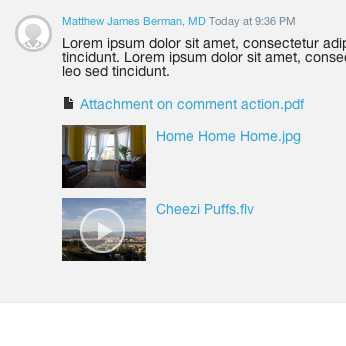 Matthew James Berman, MD Today at 9:36 PM
Lorem ipsum dolor sit amet, consectetur adip
tincidunt. Lorem ipsum dolor sit amet, consec
leo sed tincidunt.
Attachment on comment action.pdf
Home Home Home.jpg
Cheezi Puffs.flv